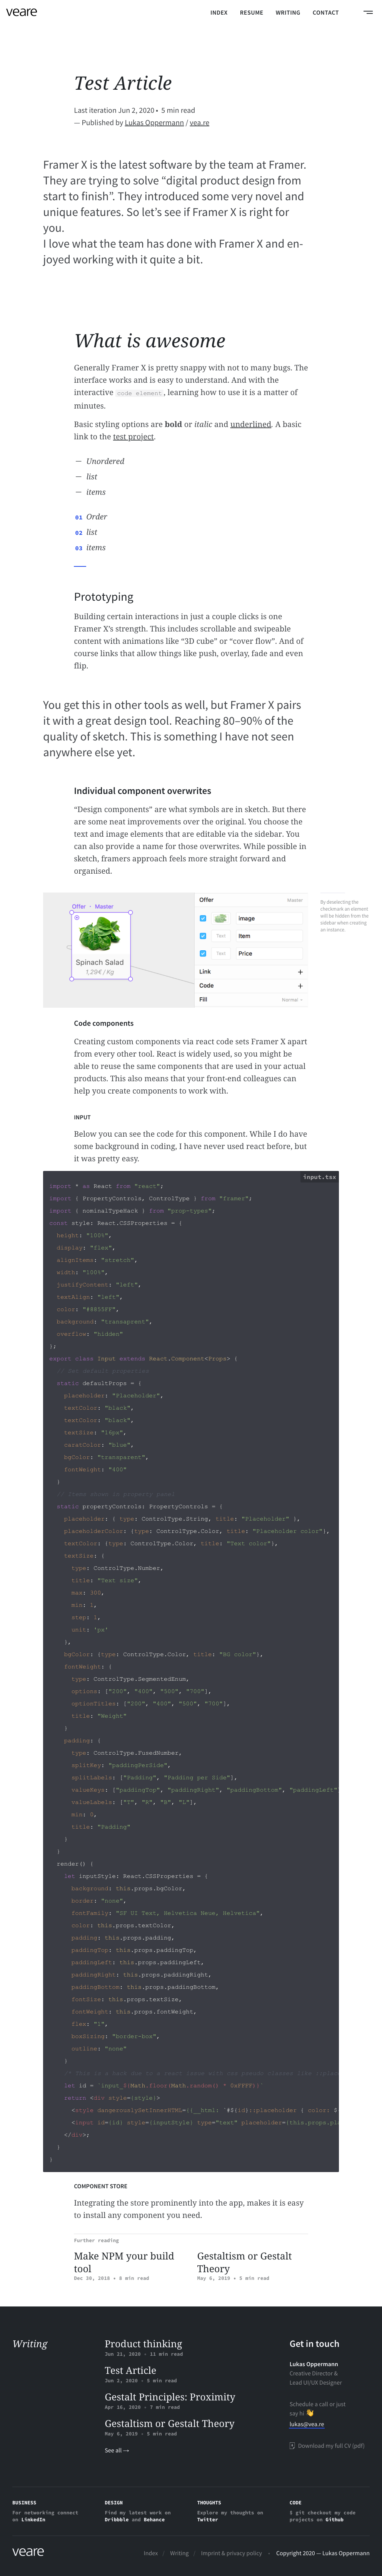 veare
INDEX RESUME WRITING CONTACT
Test Article
Last iteration Jun 2, 2020 • 5 min read
— Published by Lukas Oppermann / vea.re
Framer X is the latest software by the team at Framer.
They are trying to solve “digital product design from
start to finish”. They introduced some very novel and
unique features. So let’s see if Framer X is right for
you.
I love what the team has done with Framer X and en-
joyed working with it quite a bit.
What is awesome
Generally Framer X is pretty snappy with not to many bugs. The
interface works and is easy to understand. And with the
interactive code element, learning how to use it is a matter of
minutes.
Basic styling options are bold or italic and underlined. A basic
link to the test project.
— Unordered
— list
— items
01 Order
02 list
03 items
Prototyping
Building certain interactions in just a couple clicks is one
Framer X’s strength. This includes scrollable and swipeable
content with animations like “3D cube” or “cover flow”. And of
course links that allow things like push, overlay, fade and even
flip.
You get this in other tools as well, but Framer X pairs
it with a great design tool. Reaching 80–90% of the
quality of sketch. This is something I have not seen
anywhere else yet.
Individual component overwrites
“Design components” are what symbols are in sketch. But there
are some neat improvements over the original. You choose the
text and image elements that are editable via the sidebar. You
can also provide a name for those overwrites. While possible in
sketch, framers approach feels more straight forward and
organised.
Offer · Master
Spinach Salad
1,29€ / Kg
Offer Master
image
Text Item
Text Price
Link +
Code +
Fill Normal
By deselecting the
checkmark an element
will be hidden from the
sidebar when creating
an instance.
Code components
Creating custom components via react code sets Framer X apart
from every other tool. React is widely used, so you might be
able to reuse the same components that are used in your actual
products. This also means that your front-end colleagues can
help you create components to work with.
INPUT
Below you can see the code for this component. While I do have
some background in coding, I have never used react before, but
it was pretty easy.
input.tsx
import * as React from "react";
import { PropertyControls, ControlType } from "framer";
import { nominalTypeHack } from "prop-types";
const style: React.CSSProperties = {
height: "100%",
display: "flex",
alignItems: "stretch",
width: "100%",
justifyContent: "left",
textAlign: "left",
color: "#8855FF",
background: "transaprent",
overflow: "hidden"
};
export class Input extends React.Component<Props> {
static defaultProps = {
placeholder: "Placeholder",
textColor: "black",
textColor: "black",
textSize: "16px",
caratColor: "blue",
bgColor: "transparent",
fontWeight: "400"
}
// Items shown in property panel
static propertyControls: PropertyControls = {
placeholder: { type: ControlType.String, title: "Placeholder" },
placeholderColor: {type: ControlType.Color, title: "Placeholder color"},
textColor: {type: ControlType.Color, title: "Text color"},
textSize: {
type: ControlType.Number,
title: "Text size",
max: 300,
min: 1,
step: 1,
unit: 'px'
},
bgColor: {type: ControlType.Color, title: "BG color"},
fontWeight: {
type: ControlType.SegmentedEnum,
options: ["200", "400", "500", "700"],
optionTitles: ["200", "400", "500", "700"],
title: "Weight"
}
padding: {
type: ControlType.FusedNumber,
splitKey: "paddingPerSide",
splitLabels: ["Padding", "Padding per Side"],
valueKeys: ["paddingTop", "paddingRight", "paddingBottom", "paddingLeft"
valueLabels: ["T", "R", "B", "L"],
min: 0,
title: "Padding"
}
}
render() {
let inputStyle: React.CSSProperties = {
background: this.props.bgColor,
border: "none",
fontFamily: "SF UI Text, Helvetica Neue, Helvetica",
color: this.props.textColor,
padding: this.props.padding,
paddingTop: this.props.paddingTop,
paddingLeft: this.props.paddingLeft,
paddingRight: this.props.paddingRight,
paddingBottom: this.props.paddingBottom,
fontSize: this.props.textSize,
fontWeight: this.props.fontWeight,
flex: "1",
boxSizing: "border-box",
outline: "none"
}
let id = `input_${Math.floor(Math.random() * 0xFFFF)}`
return <div style={style}>
<style dangerouslySetInnerHTML={{__html: `#${id}::placeholder { color: $
<input id={id} style={inputStyle} type="text" placeholder={this.props.pla
</div>;
}
}
COMPONENT STORE
Integrating the store prominently into the app, makes it is easy
to install any component you need.
Further reading
Make NPM your build
tool
Dec 30, 2018 • 6 min read
Gestaltism or Gestalt
Theory
May 6, 2019 • 5 min read
Writing
Product thinking
Jun 21, 2020 – 11 min read
Test Article
Jun 2, 2020 – 5 min read
Gestalt Principles: Proximity
Apr 16, 2020 – 7 min read
Gestaltism or Gestalt Theory
May 6, 2019 – 5 min read
See all →
Get in touch
Lukas Oppermann
Creative Director &
Lead UI/UX Designer
Schedule a call or just
say hi 👋
lukas@vea.re
Download my full CV (pdf)
BUSINESS
For networking connect
on LinkedIn
DESIGN
Find my latest work on
Dribbble and Behance
THOUGHTS
Explore my thoughts on
Twitter
CODE
$ git checkout my code
projects on Github
veare
Index / Writing / Imprint & privacy policy – Copyright 2020 — Lukas Oppermann